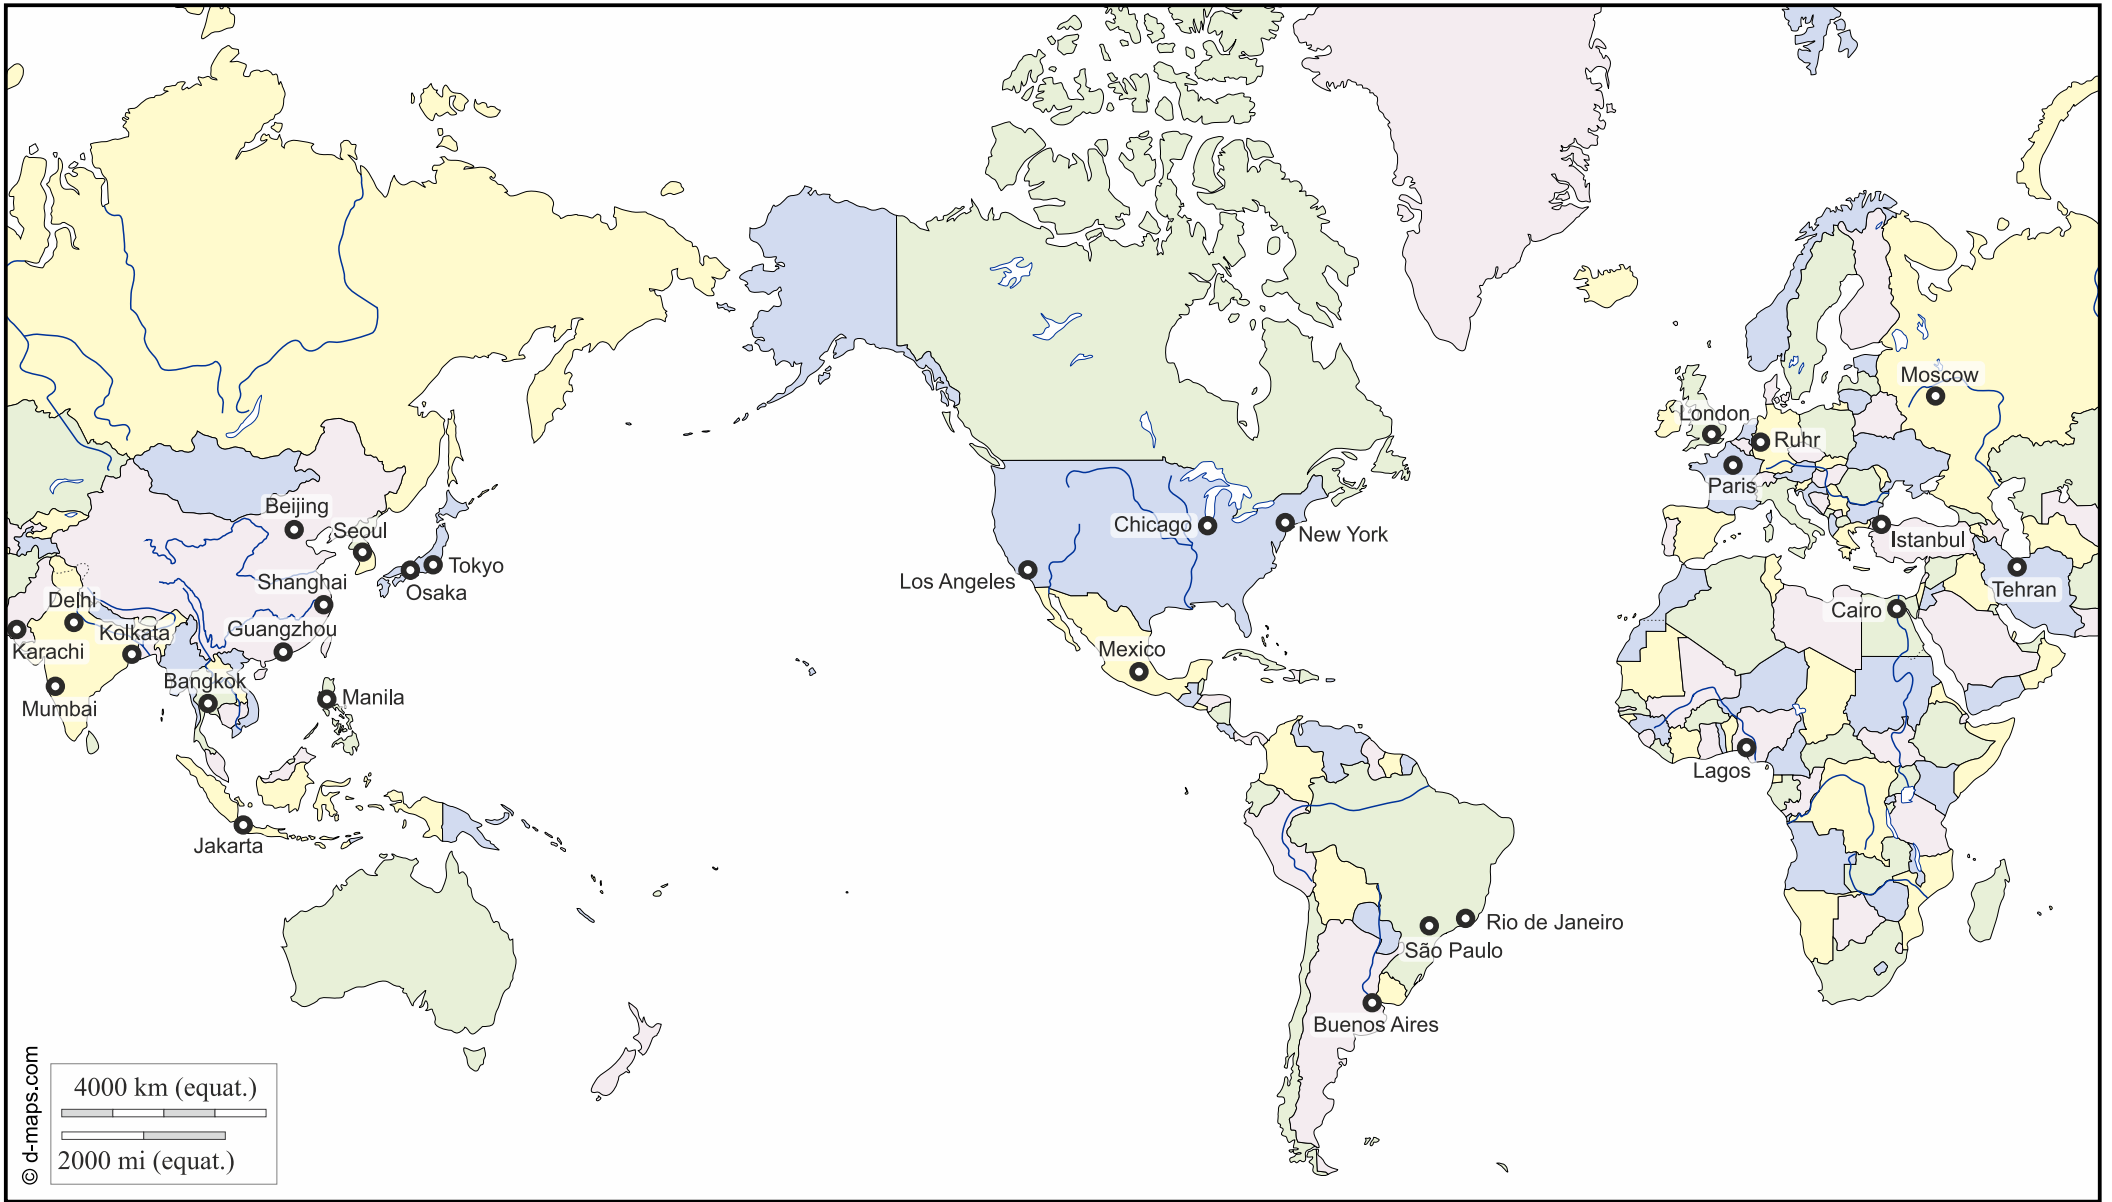 Moscow
London
Ruhr
Paris
Beijing
Seoul
Chicago
New York
Istanbul
Tokyo
Shanghai
Los Angeles
Osaka
Tehran
Delhi
Cairo
Kolkata
Guangzhou
Karachi
Mexico
Bangkok
Manila
Mumbai
Lagos
Jakarta
Rio de Janeiro
São Paulo
Buenos Aires
4000 km (equat.)
2000 mi (equat.)
© d-maps.com